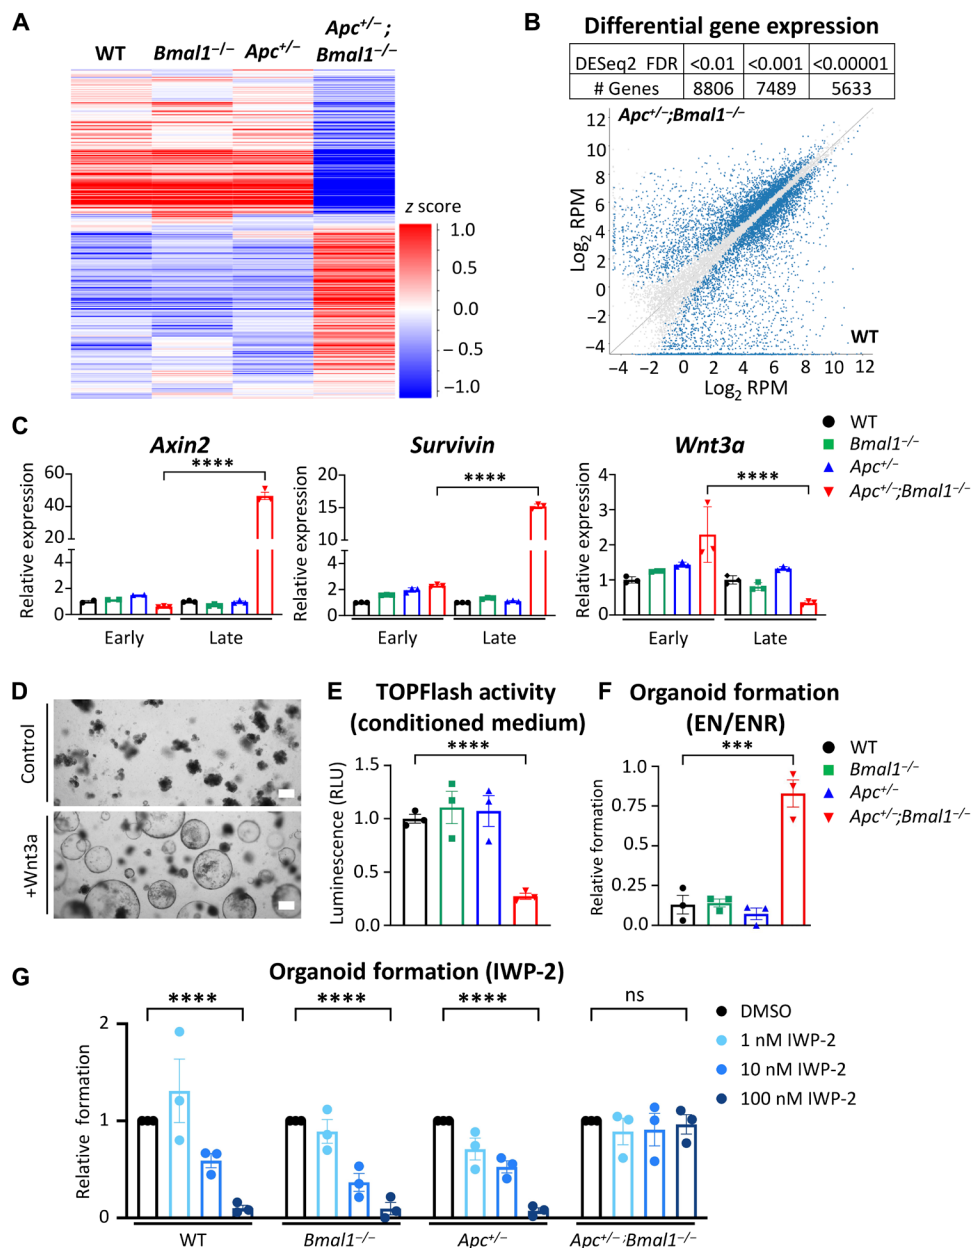 A
WT
Bmal1–/–
Apc+/–
Apc+/–;
Bmal1–/–
z score
1.0
0.5
0.0
– 0.5
–1.0
B
Differential gene expression
DESeq2 FDR <0.01 <0.001 <0.00001
# Genes 8806 7489 5633
Apc+/–;Bmal1–/–
12
10
8
6
4
2
0
−2
−4
Log2 RPM
WT
−4 −2 0 2 4 6 8 10 12
Log2 RPM
C
Axin2
****
60
40
20
4
2
0
Relative expression
Early Late
Survivin
****
20
15
10
5
4
2
0
Relative expression
Early Late
Wnt3a
****
4
3
2
1
0
Relative expression
Early Late
WT
Bmal1–/–
Apc+/–
Apc+/–;Bmal1–/–
D
Control
+Wnt3a
E
TOPFlash activity
(conditioned medium)
****
1.5
1.0
0.5
0.0
Luminescence (RLU)
F
Organoid formation
(EN/ENR)
***
1.0
0.75
0.25
0.0
Relative formation
WT
Bmal1–/–
Apc+/–
Apc+/–;Bmal1–/–
G
Organoid formation (IWP-2)
**** **** **** ns
2
1
0
Relative formation
WT Bmal1–/– Apc+/– Apc+/–;Bmal1–/–
DMSO
1 nM IWP-2
10 nM IWP-2
100 nM IWP-2